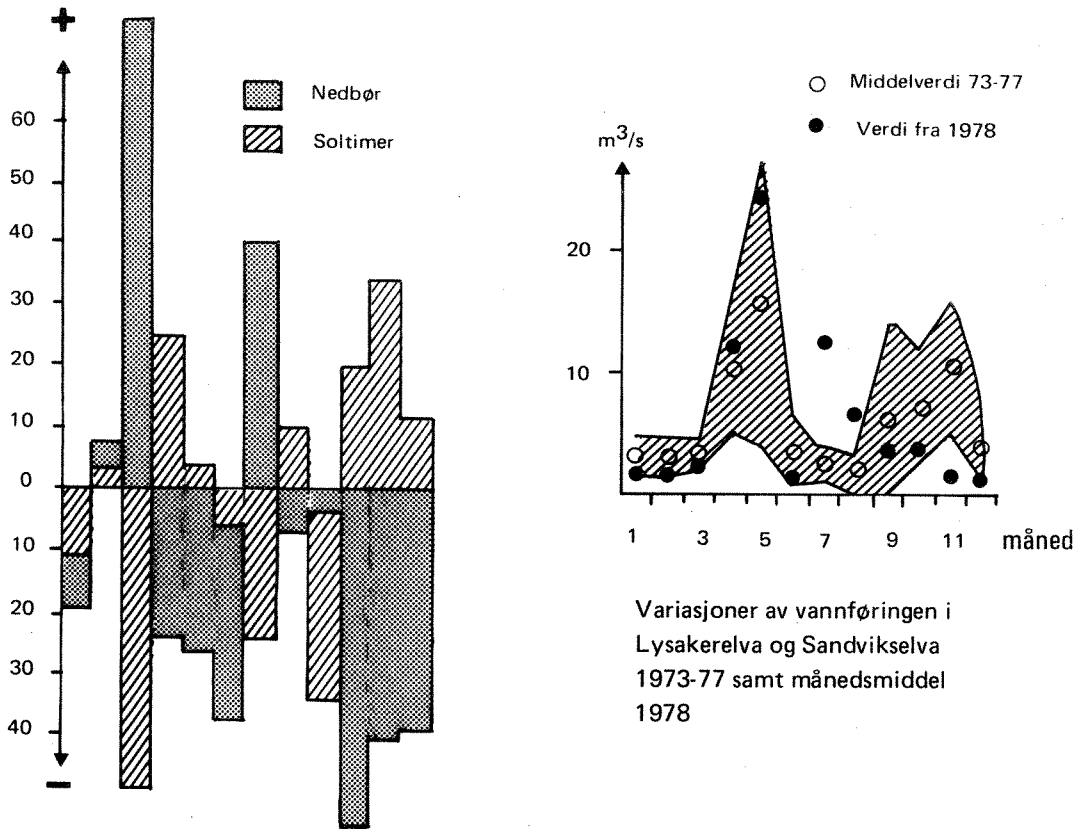 +
60
50
40
30
20
10
0
10
20
30
40
−
Nedbør
Soltimer
Middelverdi 73-77
Verdi fra 1978
m³/s
20
10
1 3 5 7 9 11 måned
Variasjoner av vannføringen i
Lysakerelva og Sandvikselva
1973-77 samt månedsmiddel
1978